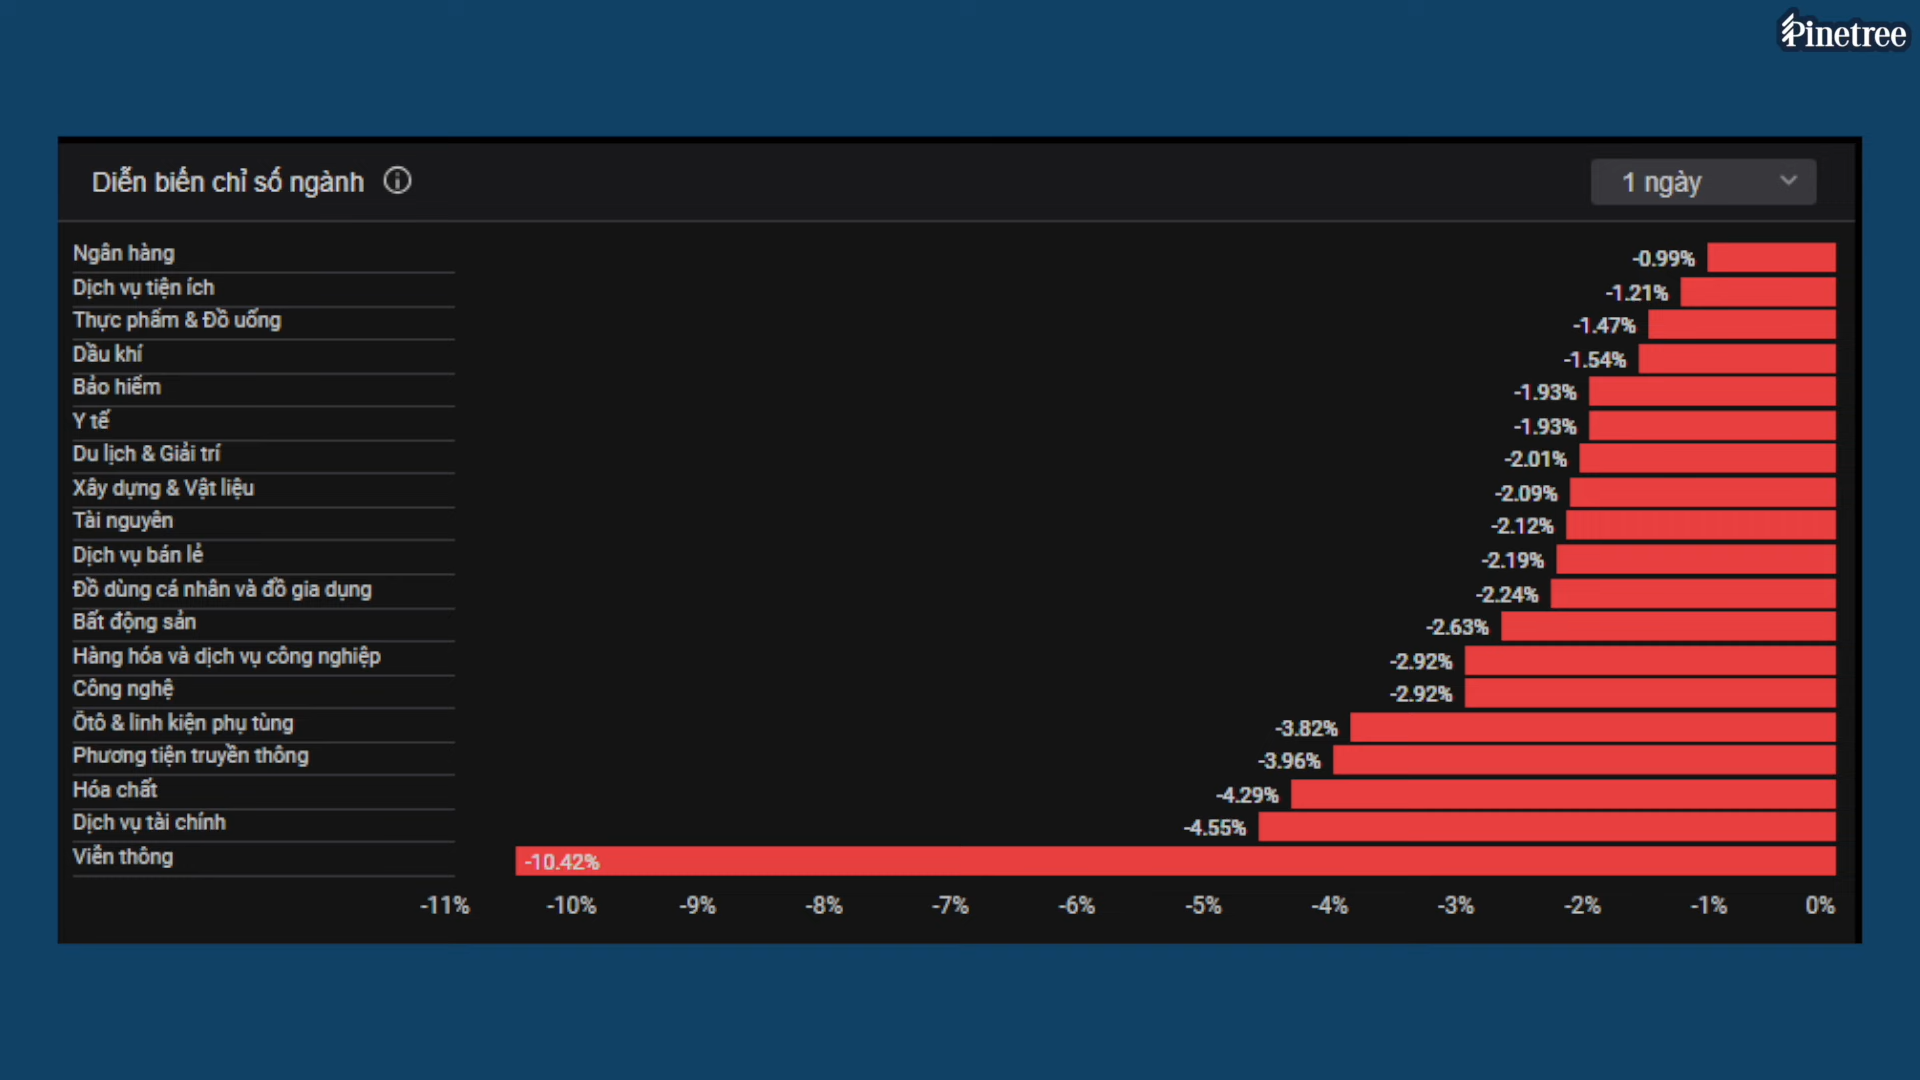 Pinetree
Diễn biến chỉ số ngành
1 ngày
Ngân hàng -0.99%
Dịch vụ tiện ích -1.21%
Thực phẩm & Đồ uống -1.47%
Dầu khí -1.54%
Bảo hiểm -1.93%
Y tế -1.93%
Du lịch & Giải trí -2.01%
Xây dựng & Vật liệu -2.09%
Tài nguyên -2.12%
Dịch vụ bán lẻ -2.19%
Đồ dùng cá nhân và đồ gia dụng -2.24%
Bất động sản -2.63%
Hàng hóa và dịch vụ công nghiệp -2.92%
Công nghệ -2.92%
Ôtô & linh kiện phụ tùng -3.82%
Phương tiện truyền thông -3.96%
Hóa chất -4.29%
Dịch vụ tài chính -4.55%
Viễn thông -10.42%
-11% -10% -9% -8% -7% -6% -5% -4% -3% -2% -1% 0%